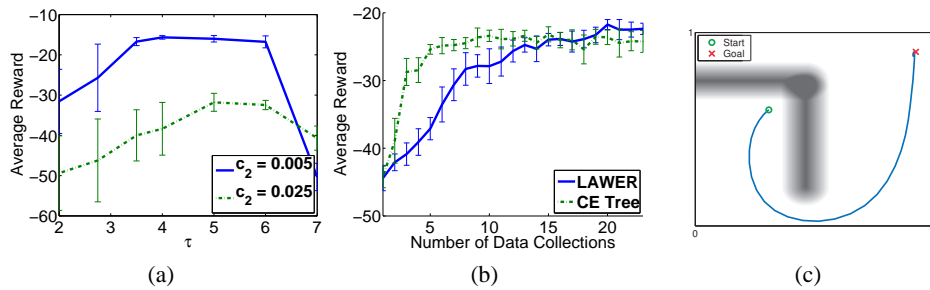 −10
−20
−30
−40
−50
−60
2 3 4 5 6 7
Average Reward
τ
c2 = 0.005
c2 = 0.025
(a)
−20
−30
−40
−50
5 10 15 20
Average Reward
Number of Data Collections
LAWER
CE Tree
(b)
1
Start
Goal
0
(c)